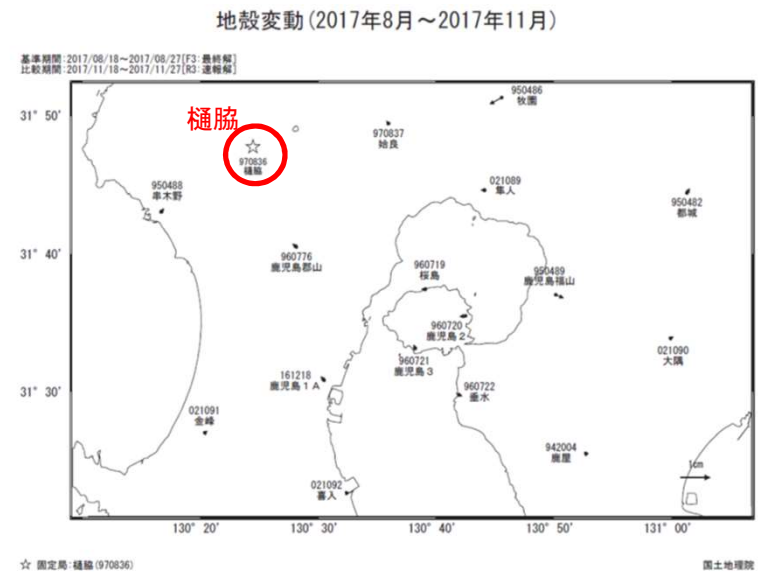 地殻変動(2017年8月～2017年11月)
基準期間:2017/08/18～2017/08/27[F3:最終解]
比較期間:2017/11/18～2017/11/27[R3:速報解]
950486
牧園
31° 50'
樋脇
970837
姶良
☆
970836
樋脇
950488
串木野
021089
隼人
950482
都城
31° 40'
960776
鹿児島郡山
960719
桜島
950489
鹿児島福山
960720
鹿児島２
960721
鹿児島３
021090
大隅
31° 30'
161218
鹿児島１A
960722
垂水
021091
金峰
942004
鹿屋
1cm
021092
喜入
130° 20'
130° 30'
130° 40'
130° 50'
131° 00'
☆ 固定局:樋脇(970836)
国土地理院